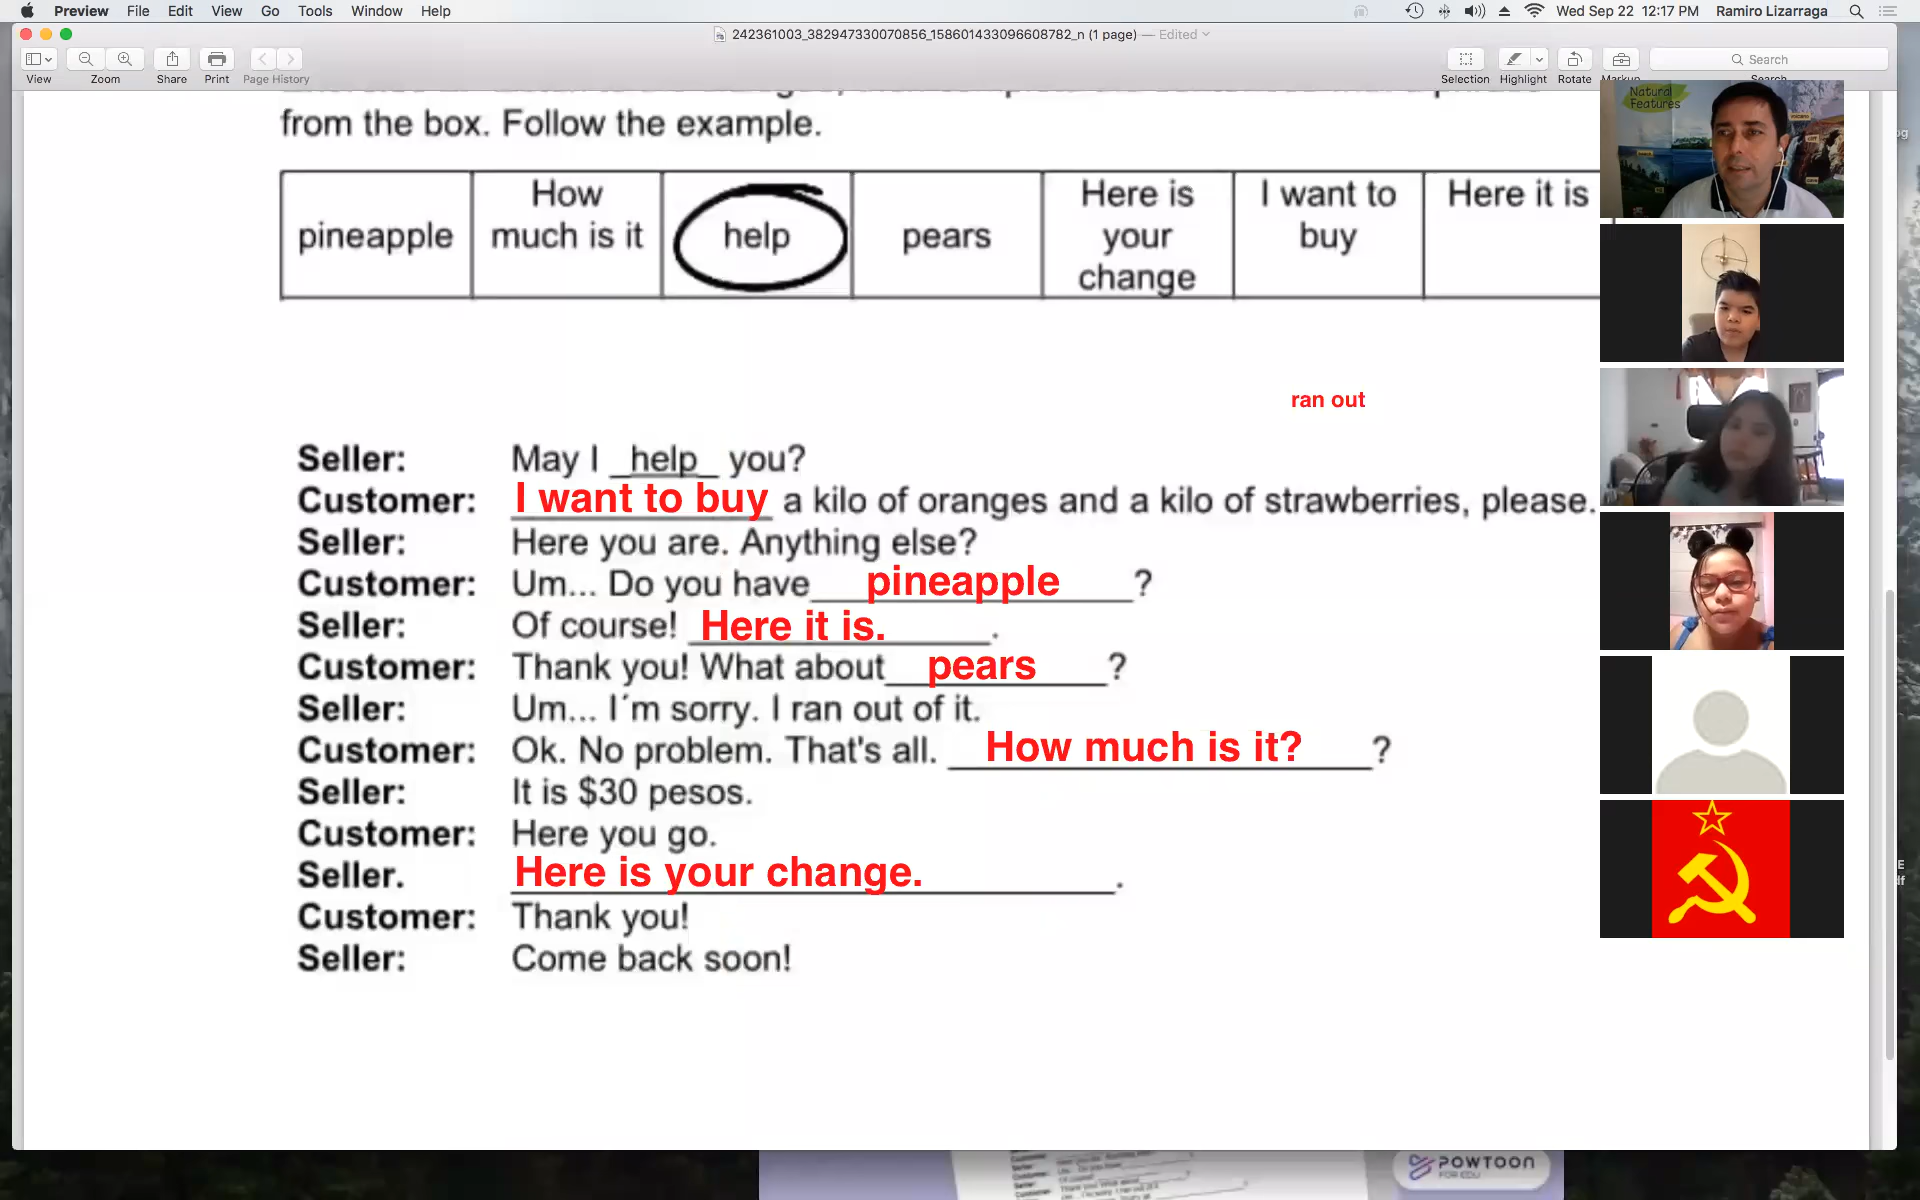 Preview File Edit View Go Tools Window Help Wed Sep 22 12:17 PM Ramiro Lizarraga
242361003_382947330070856_158601433096608782_n (1 page) — Edited
View Zoom Share Print Page History Selection Highlight Rotate Markup Search
Search
from the box. Follow the example.
pineapple
How
much is it
help
pears
Here is
your
change
I want to
buy
Here it is
ran out
Seller: May I _help_ you?
Customer: I want to buy a kilo of oranges and a kilo of strawberries, please.
Seller: Here you are. Anything else?
Customer: Um... Do you have pineapple ?
Seller: Of course! Here it is. .
Customer: Thank you! What about pears ?
Seller: Um... I´m sorry. I ran out of it.
Customer: Ok. No problem. That's all. How much is it? ?
Seller: It is $30 pesos.
Customer: Here you go.
Seller. Here is your change. .
Customer: Thank you!
Seller: Come back soon!
Natural
Features
POWTOON
FOR EDU